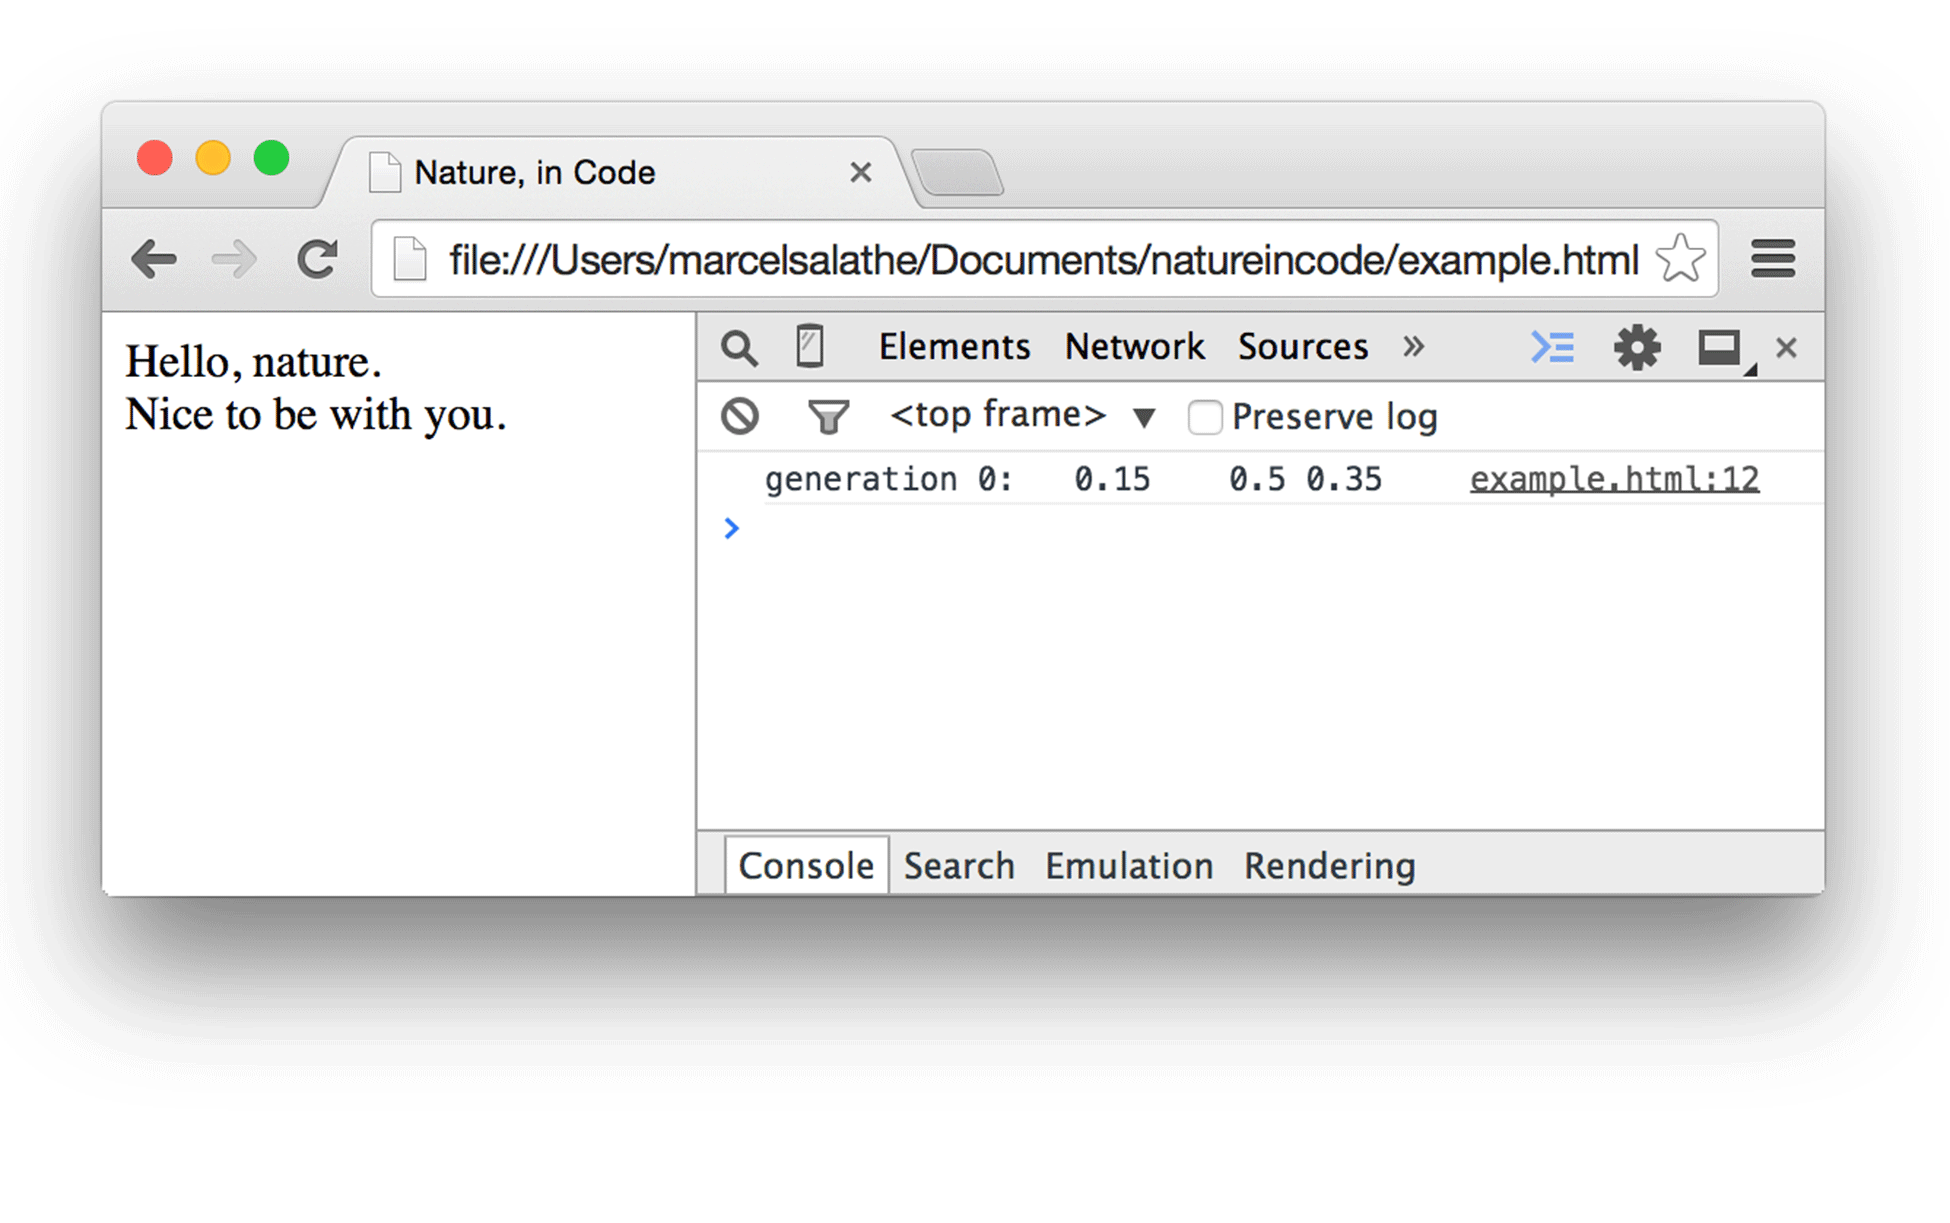 Nature, in Code
file:///Users/marcelsalathe/Documents/natureincode/example.html
Hello, nature.
Nice to be with you.
Elements Network Sources »
<top frame> ▼ Preserve log
generation 0: 0.15 0.5 0.35 example.html:12
>
Console Search Emulation Rendering